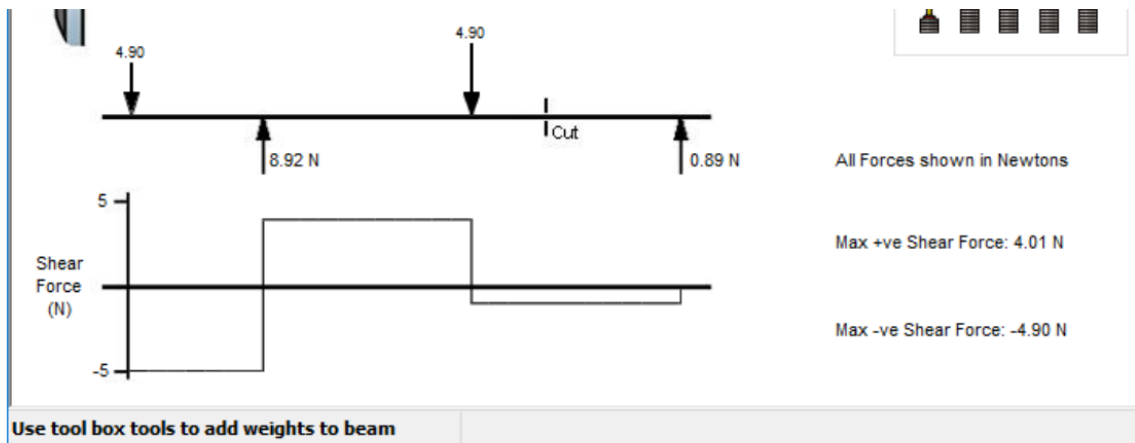 4.90
4.90
Cut
8.92 N
0.89 N
All Forces shown in Newtons
5
Max +ve Shear Force: 4.01 N
Shear
Force
(N)
Max -ve Shear Force: -4.90 N
-5
Use tool box tools to add weights to beam